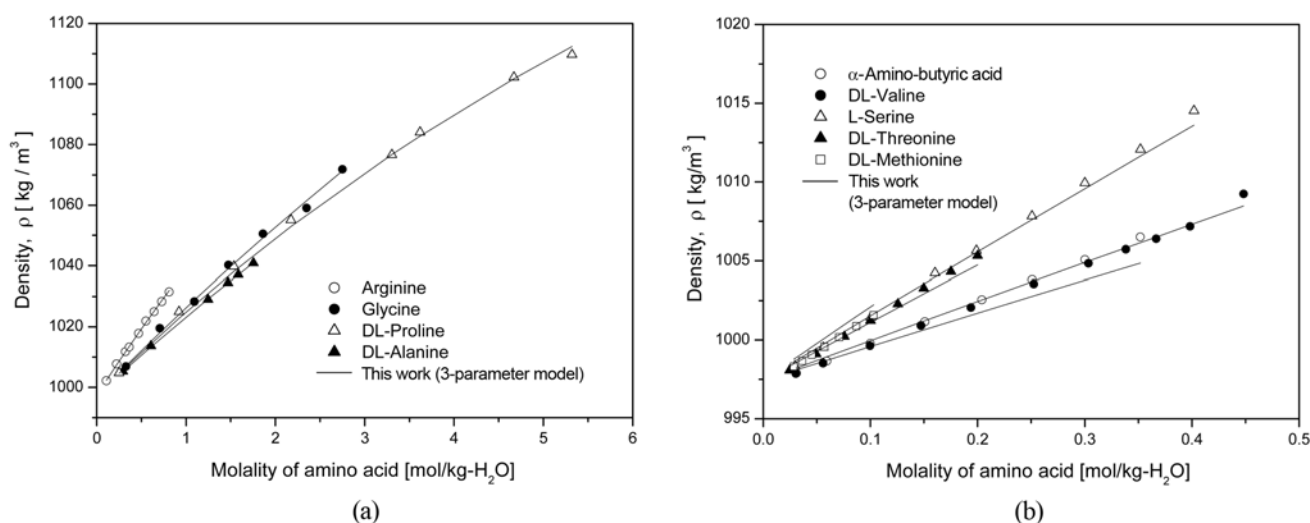 1120
1100
1080
1060
1040
1020
1000
Density, ρ [ kg / m³ ]
Arginine
Glycine
DL-Proline
DL-Alanine
This work (3-parameter model)
0 1 2 3 4 5 6
Molality of amino acid [mol/kg-H₂O]
(a)
1020
1015
1010
1005
1000
995
Density, ρ [ kg/m³ ]
α-Amino-butyric acid
DL-Valine
L-Serine
DL-Threonine
DL-Methionine
This work
(3-parameter model)
0.0 0.1 0.2 0.3 0.4 0.5
Molality of amino acid [mol/kg-H₂O]
(b)